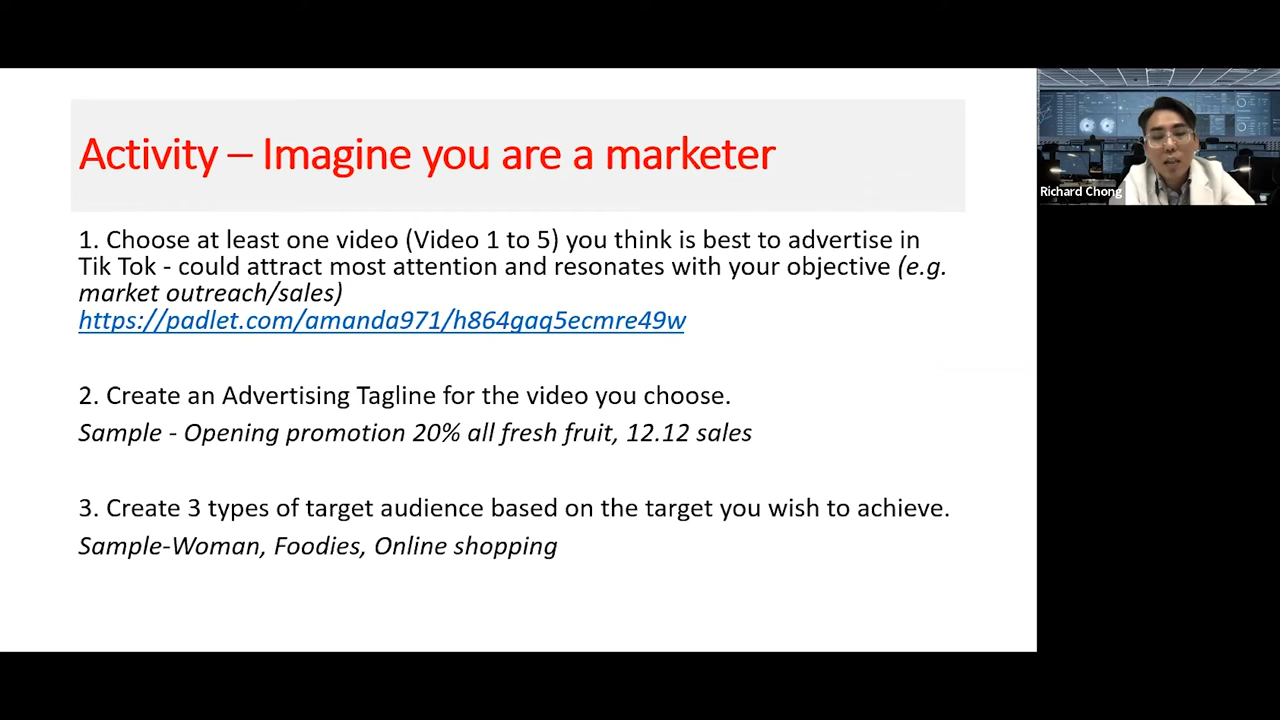 Activity – Imagine you are a marketer
1. Choose at least one video (Video 1 to 5) you think is best to advertise in
Tik Tok - could attract most attention and resonates with your objective (e.g.
market outreach/sales)
https://padlet.com/amanda971/h864gaq5ecmre49w
2. Create an Advertising Tagline for the video you choose.
Sample - Opening promotion 20% all fresh fruit, 12.12 sales
3. Create 3 types of target audience based on the target you wish to achieve.
Sample-Woman, Foodies, Online shopping
Richard Chong